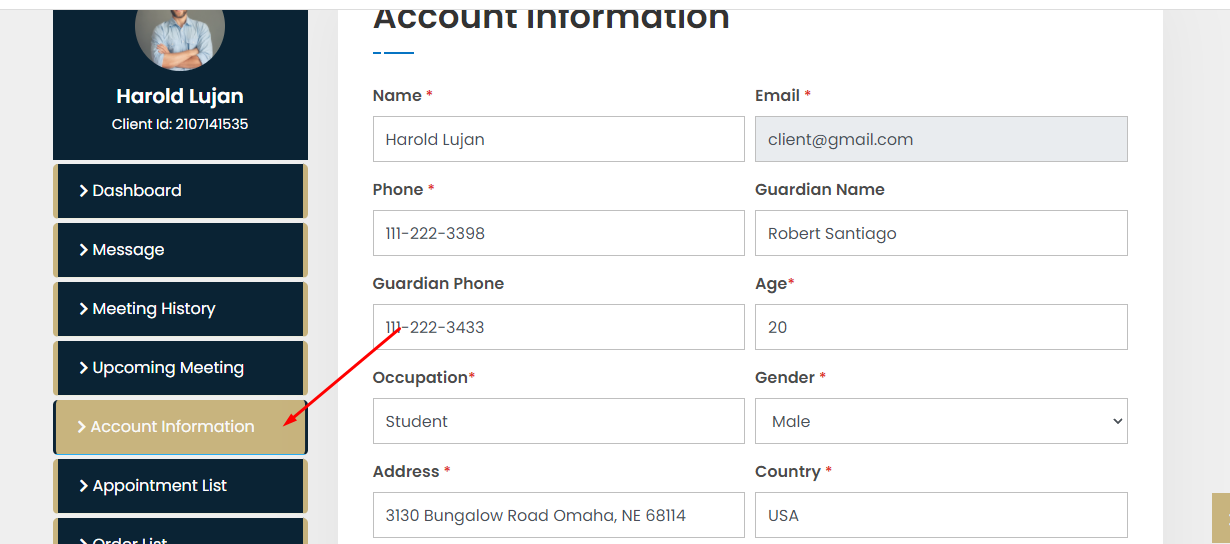 Account Information
Harold Lujan
Client Id: 2107141535
Dashboard
Message
Meeting History
Upcoming Meeting
Account Information
Appointment List
Order List
Name *
Email *
Harold Lujan
client@gmail.com
Phone *
Guardian Name
111-222-3398
Robert Santiago
Guardian Phone
Age*
111-222-3433
20
Occupation*
Gender *
Student
Male
Address *
Country *
3130 Bungalow Road Omaha, NE 68114
USA